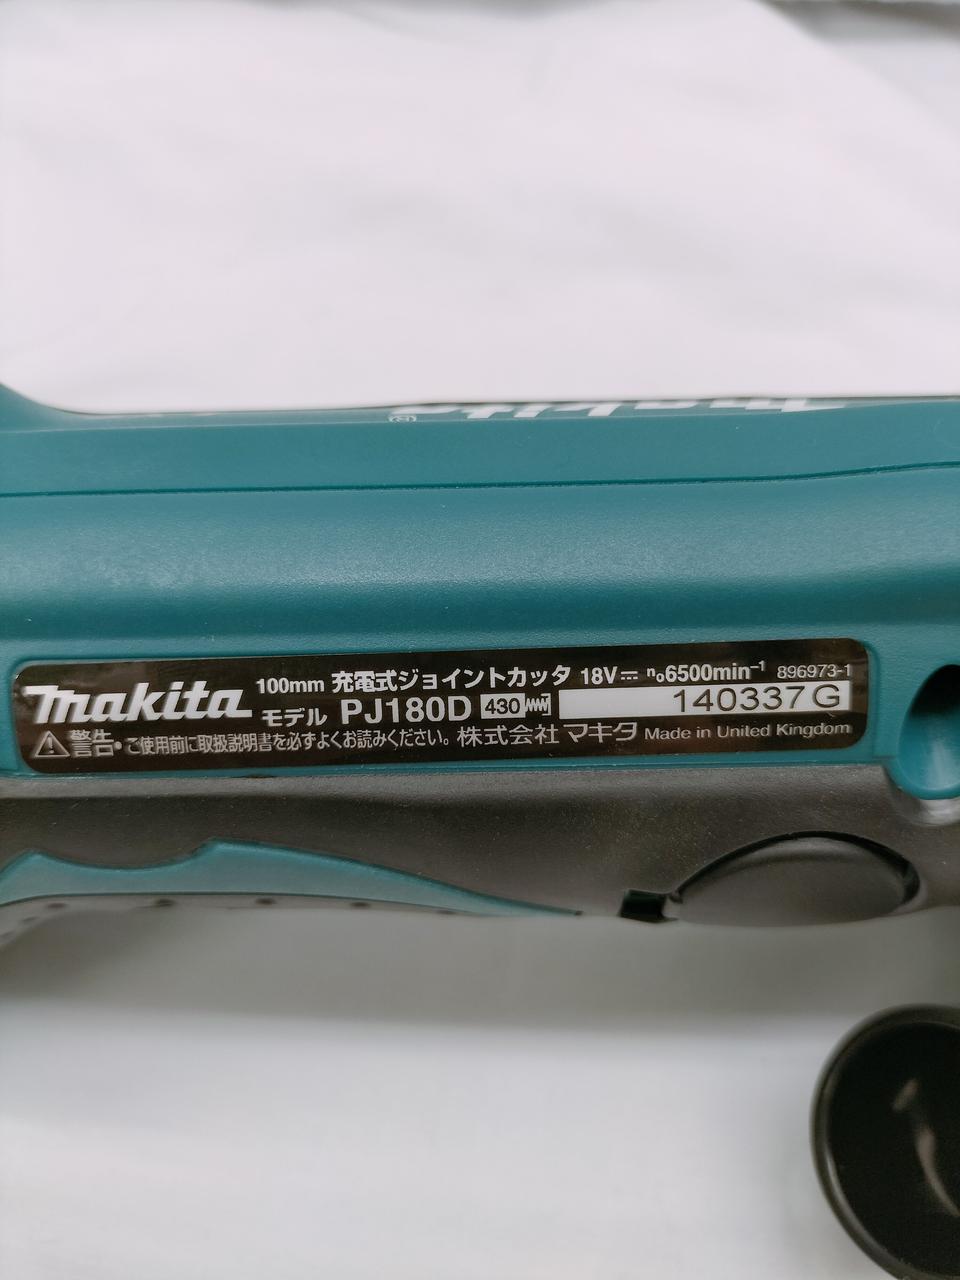 makita
makita 100mm 充電式ジョイントカッタ 18V n₀6500min⁻¹ 896973-1
モデル PJ180D 430 140337G
警告 ご使用前に取扱説明書を必ずよくお読みください。 株式会社 マキタ Made in United Kingdom